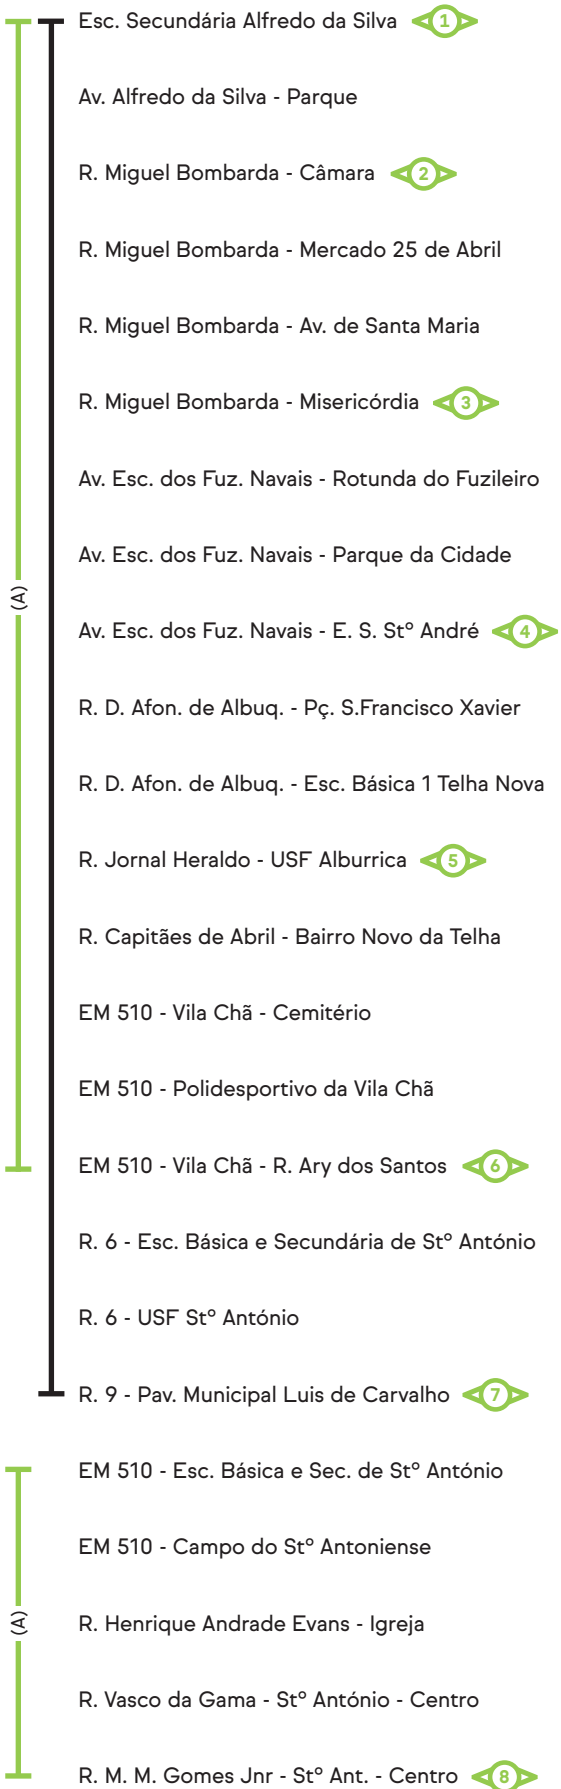 Esc. Secundária Alfredo da Silva 1
Av. Alfredo da Silva - Parque
R. Miguel Bombarda - Câmara 2
R. Miguel Bombarda - Mercado 25 de Abril
R. Miguel Bombarda - Av. de Santa Maria
R. Miguel Bombarda - Misericórdia 3
Av. Esc. dos Fuz. Navais - Rotunda do Fuzileiro
Av. Esc. dos Fuz. Navais - Parque da Cidade
(A)
Av. Esc. dos Fuz. Navais - E. S. Stº André 4
R. D. Afon. de Albuq. - Pç. S.Francisco Xavier
R. D. Afon. de Albuq. - Esc. Básica 1 Telha Nova
R. Jornal Heraldo - USF Alburrica 5
R. Capitães de Abril - Bairro Novo da Telha
EM 510 - Vila Chã - Cemitério
EM 510 - Polidesportivo da Vila Chã
EM 510 - Vila Chã - R. Ary dos Santos 6
R. 6 - Esc. Básica e Secundária de Stº António
R. 6 - USF Stº António
R. 9 - Pav. Municipal Luis de Carvalho 7
EM 510 - Esc. Básica e Sec. de Stº António
EM 510 - Campo do Stº Antoniense
(A)
R. Henrique Andrade Evans - Igreja
R. Vasco da Gama - Stº António - Centro
R. M. M. Gomes Jnr - Stº Ant. - Centro 8